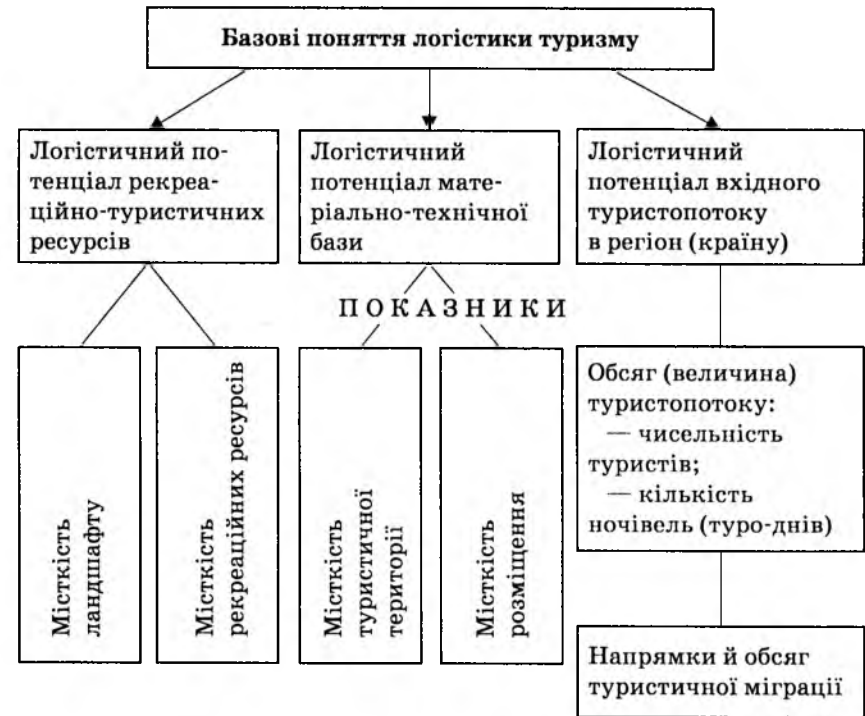 Базові поняття логістики туризму
Логістичний по-
тенціал рекреа-
ційно-туристичних
ресурсів
Логістичний
потенціал мате-
ріально-технічної
бази
Логістичний
потенціал вхідного
туристопотоку
в регіон (країну)
ПОКАЗНИКИ
Місткість
ландшафту
Місткість
рекреаційних ресурсів
Місткість
туристичної
території
Місткість
розміщення
Обсяг (величина)
туристопотоку:
— чисельність
туристів;
— кількість
ночівель (туро-днів)
Напрямки й обсяг
туристичної міграції